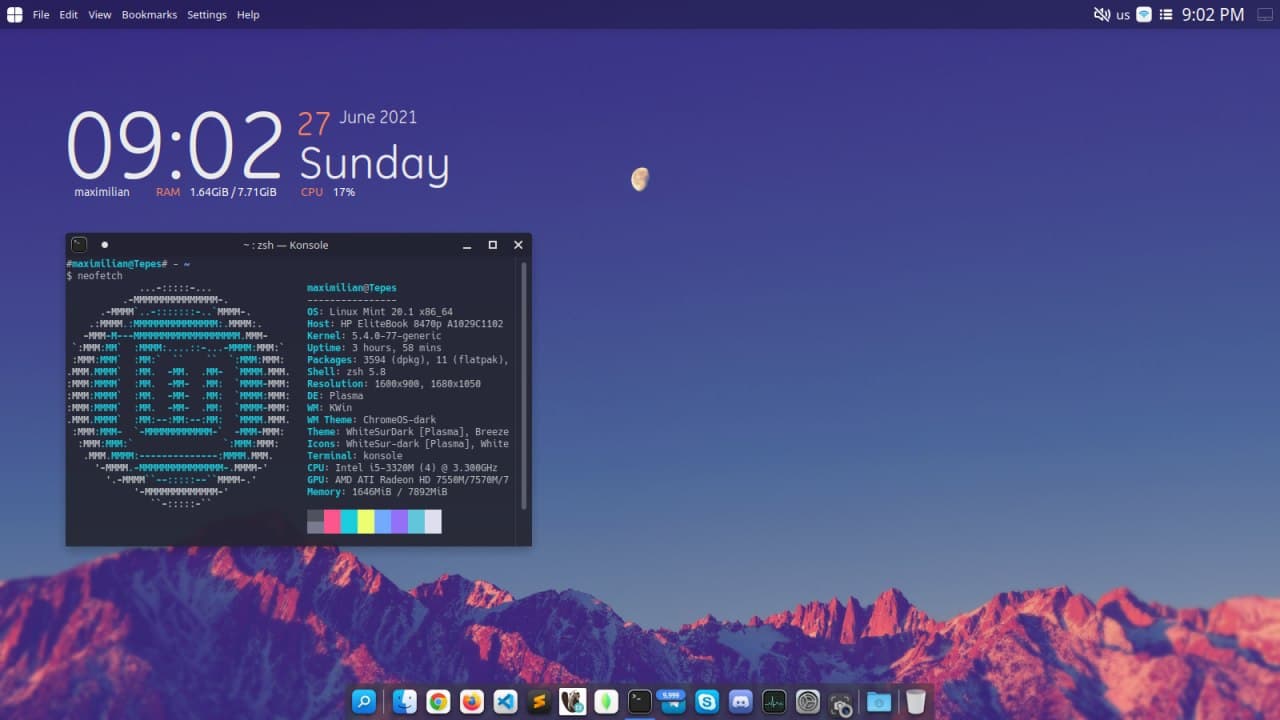 File Edit View Bookmarks Settings Help
us 9:02 PM
09:02 27 June 2021
Sunday
maximilian RAM 1.64GiB / 7.71GiB CPU 17%
~ : zsh — Konsole
#maximilian@Tepes# - ~
$ neofetch
maximilian@Tepes
----------------
OS: Linux Mint 20.1 x86_64
Host: HP EliteBook 8470p A1029C1102
Kernel: 5.4.0-77-generic
Uptime: 3 hours, 58 mins
Packages: 3594 (dpkg), 11 (flatpak),
Shell: zsh 5.8
Resolution: 1600x900, 1680x1050
DE: Plasma
WM: KWin
WM Theme: ChromeOS-dark
Theme: WhiteSurDark [Plasma], Breeze
Icons: WhiteSur-dark [Plasma], White
Terminal: konsole
CPU: Intel i5-3320M (4) @ 3.300GHz
GPU: AMD ATI Radeon HD 7550M/7570M/7
Memory: 1646MiB / 7892MiB
9,999